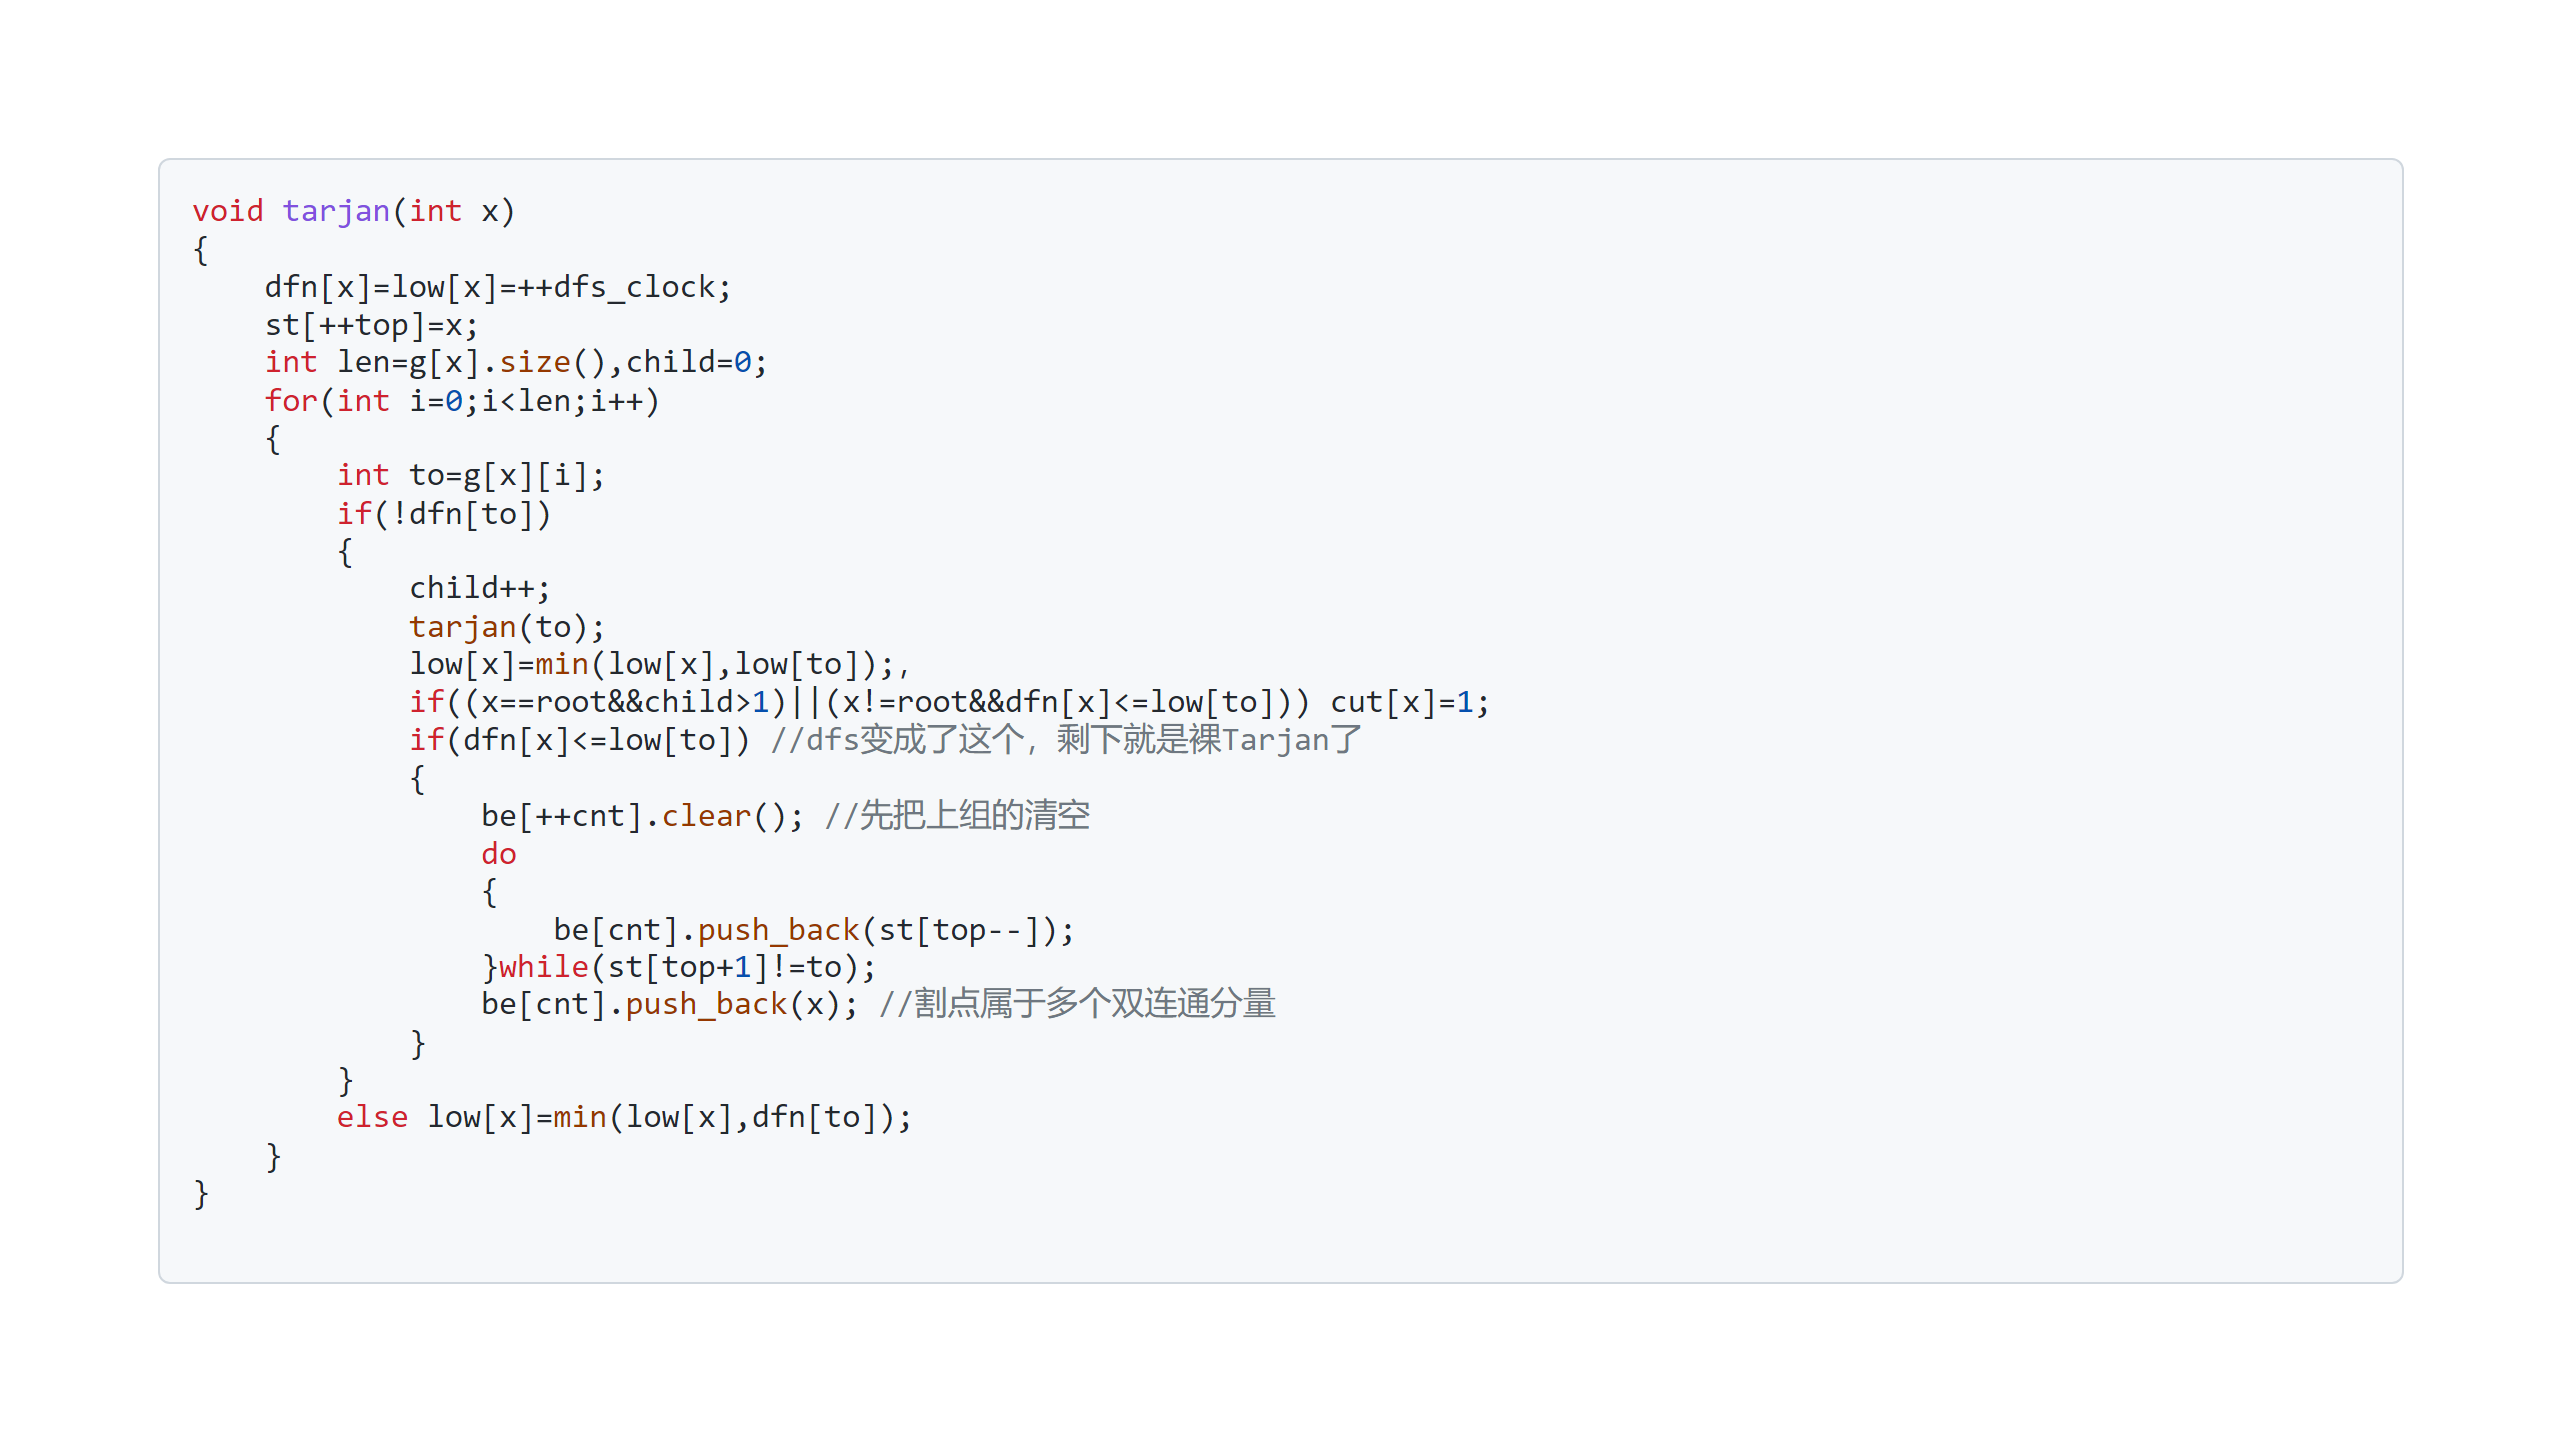 void tarjan(int x)
{
    dfn[x]=low[x]=++dfs_clock;
    st[++top]=x;
    int len=g[x].size(),child=0;
    for(int i=0;i<len;i++)
    {
        int to=g[x][i];
        if(!dfn[to])
        {
            child++;
            tarjan(to);
            low[x]=min(low[x],low[to]);,
            if((x==root&&child>1)||(x!=root&&dfn[x]<=low[to])) cut[x]=1;
            if(dfn[x]<=low[to]) //dfs变成了这个，剩下就是裸Tarjan了
            {
                be[++cnt].clear(); //先把上组的清空
                do
                {
                    be[cnt].push_back(st[top--]);
                }while(st[top+1]!=to);
                be[cnt].push_back(x); //割点属于多个双连通分量
            }
        }
        else low[x]=min(low[x],dfn[to]);
    }
}